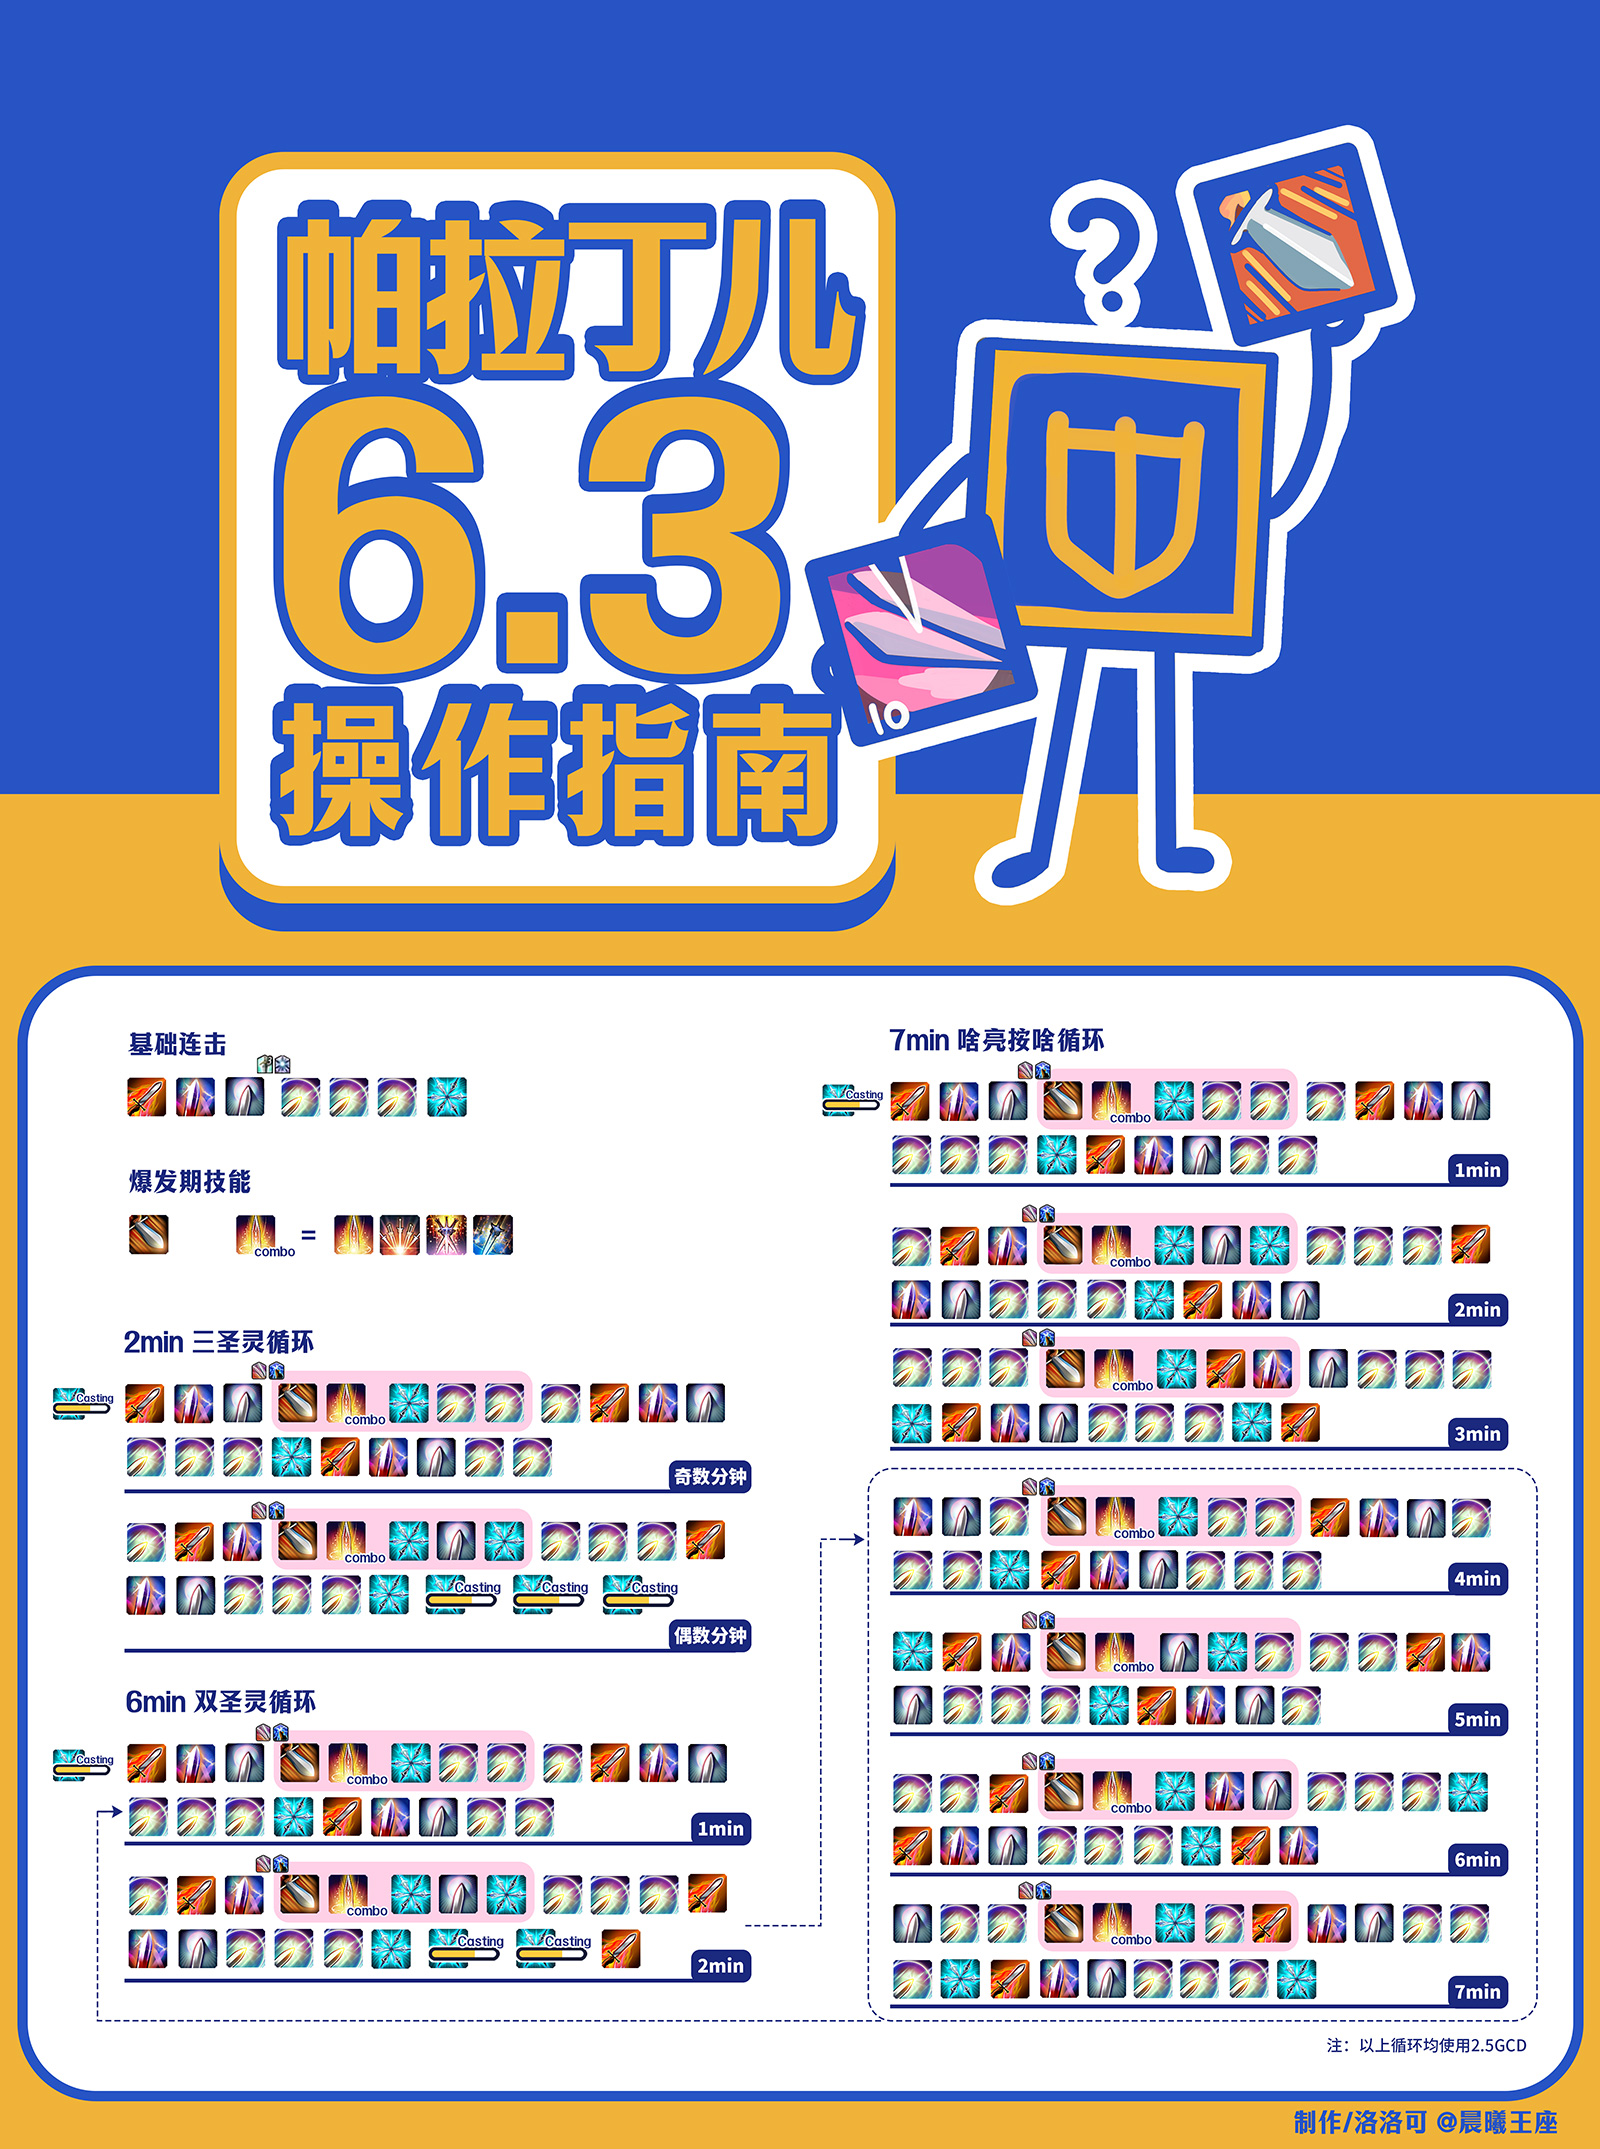 帕拉丁儿
6.3
操作指南
?
10
基础连击
爆发期技能
combo
=
2min 三圣灵循环
Casting
combo
奇数分钟
combo
Casting
Casting
Casting
偶数分钟
6min 双圣灵循环
Casting
combo
1min
combo
Casting
Casting
2min
7min 啥亮按啥循环
Casting
combo
1min
combo
2min
combo
3min
combo
4min
combo
5min
combo
6min
combo
7min
注：以上循环均使用2.5GCD
制作/洛洛可 @晨曦王座